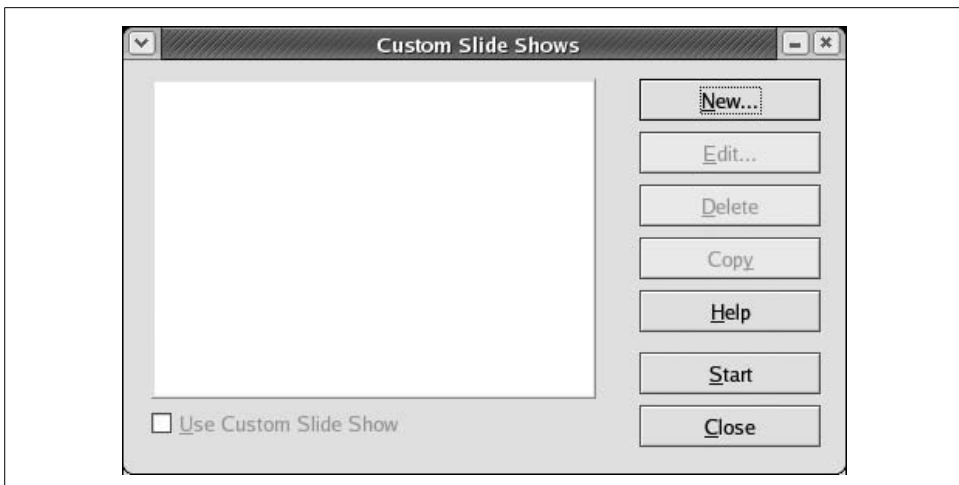 Custom Slide Shows
New...
Edit...
Delete
Copy
Help
Start
Use Custom Slide Show
Close